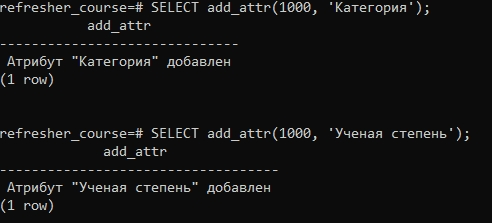 refresher_course=# SELECT add_attr(1000, 'Категория');
add_attr
------------------------------
Атрибут "Категория" добавлен
(1 row)
refresher_course=# SELECT add_attr(1000, 'Ученая степень');
add_attr
-----------------------------------
Атрибут "Ученая степень" добавлен
(1 row)